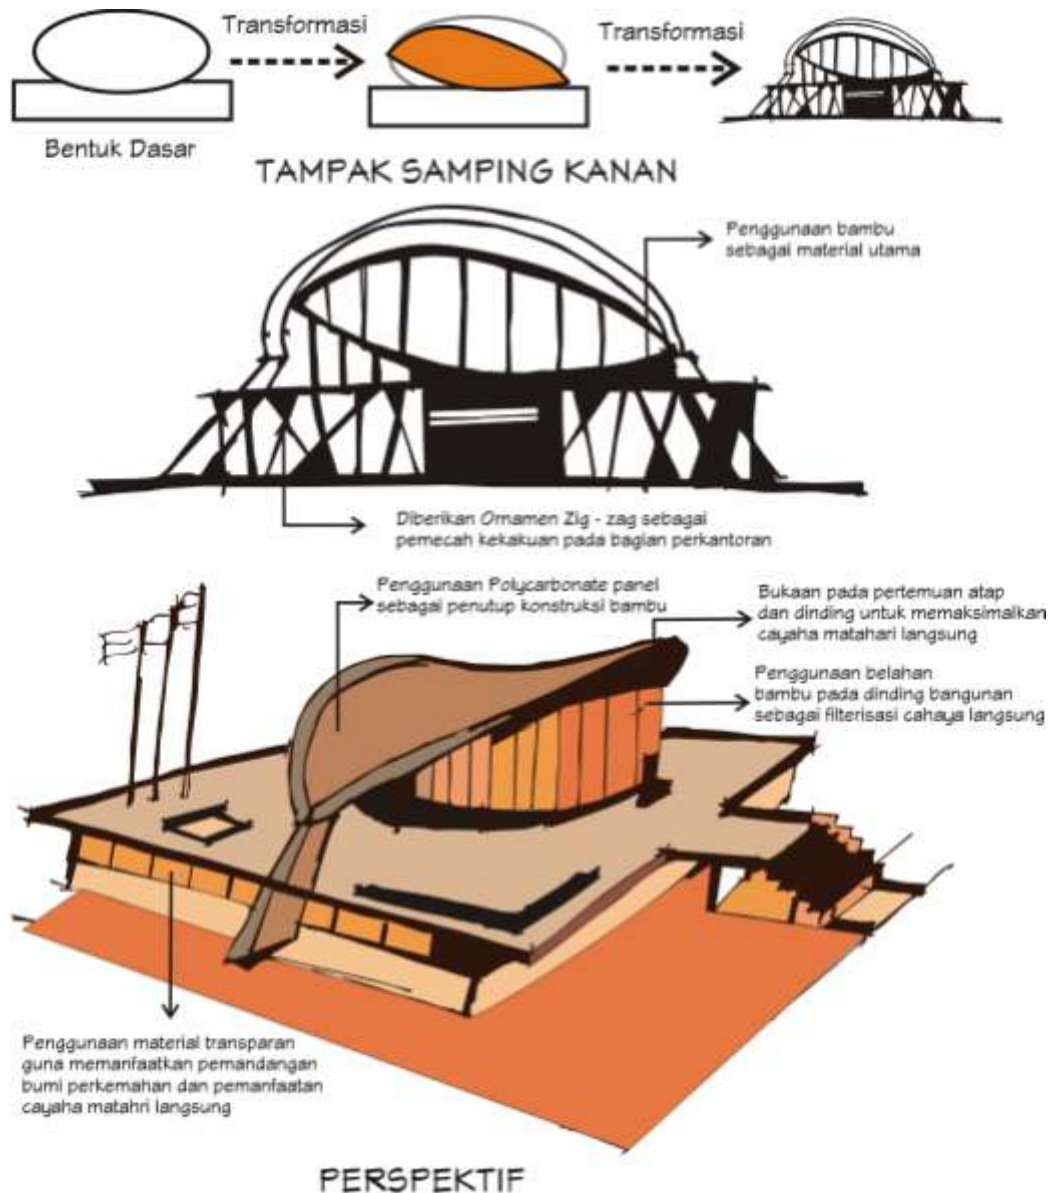 Transformasi
Transformasi
Bentuk Dasar
TAMPAK SAMPING KANAN
Penggunaan bambu
sebagai material utama
Diberikan Ornamen Zig - zag sebagai
pemecah kekakuan pada bagian perkantoran
Penggunaan Polycarbonate panel
sebagai penutup konstruksi bambu
Bukaan pada pertemuan atap
dan dinding untuk memaksimalkan
cayaha matahari langsung
Penggunaan belahan
bambu pada dinding bangunan
sebagai filterisasi cahaya langsung
Penggunaan material transparan
guna memanfaatkan pemandangan
bumi perkemahan dan pemanfaatan
cayaha matahri langsung
PERSPEKTIF